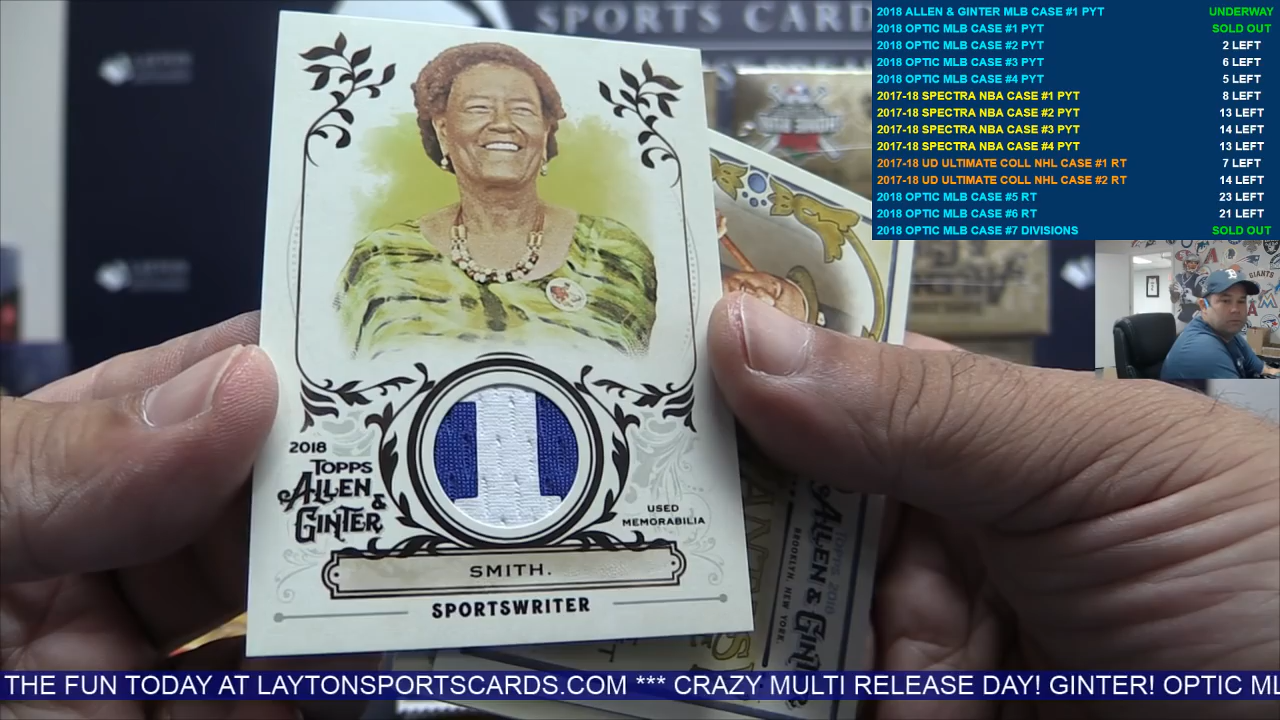 SPORTS CARDS
2018 ALLEN & GINTER MLB CASE #1 PYT UNDERWAY
2018 OPTIC MLB CASE #1 PYT SOLD OUT
2018 OPTIC MLB CASE #2 PYT 2 LEFT
2018 OPTIC MLB CASE #3 PYT 6 LEFT
2018 OPTIC MLB CASE #4 PYT 5 LEFT
2017-18 SPECTRA NBA CASE #1 PYT 8 LEFT
2017-18 SPECTRA NBA CASE #2 PYT 13 LEFT
2017-18 SPECTRA NBA CASE #3 PYT 14 LEFT
2017-18 SPECTRA NBA CASE #4 PYT 13 LEFT
2017-18 UD ULTIMATE COLL NHL CASE #1 RT 7 LEFT
2017-18 UD ULTIMATE COLL NHL CASE #2 RT 14 LEFT
2018 OPTIC MLB CASE #5 RT 23 LEFT
2018 OPTIC MLB CASE #6 RT 21 LEFT
2018 OPTIC MLB CASE #7 DIVISIONS SOLD OUT
GIANTS
1
2018
TOPPS
ALLEN &
GINTER
USED
MEMORABILIA
SMITH.
SPORTSWRITER
TOPPS 2018
ALLEN & GINTER
BROOKLYN, NEW YORK.
THE FUN TODAY AT LAYTONSPORTSCARDS.COM *** CRAZY MULTI RELEASE DAY! GINTER! OPTIC ML